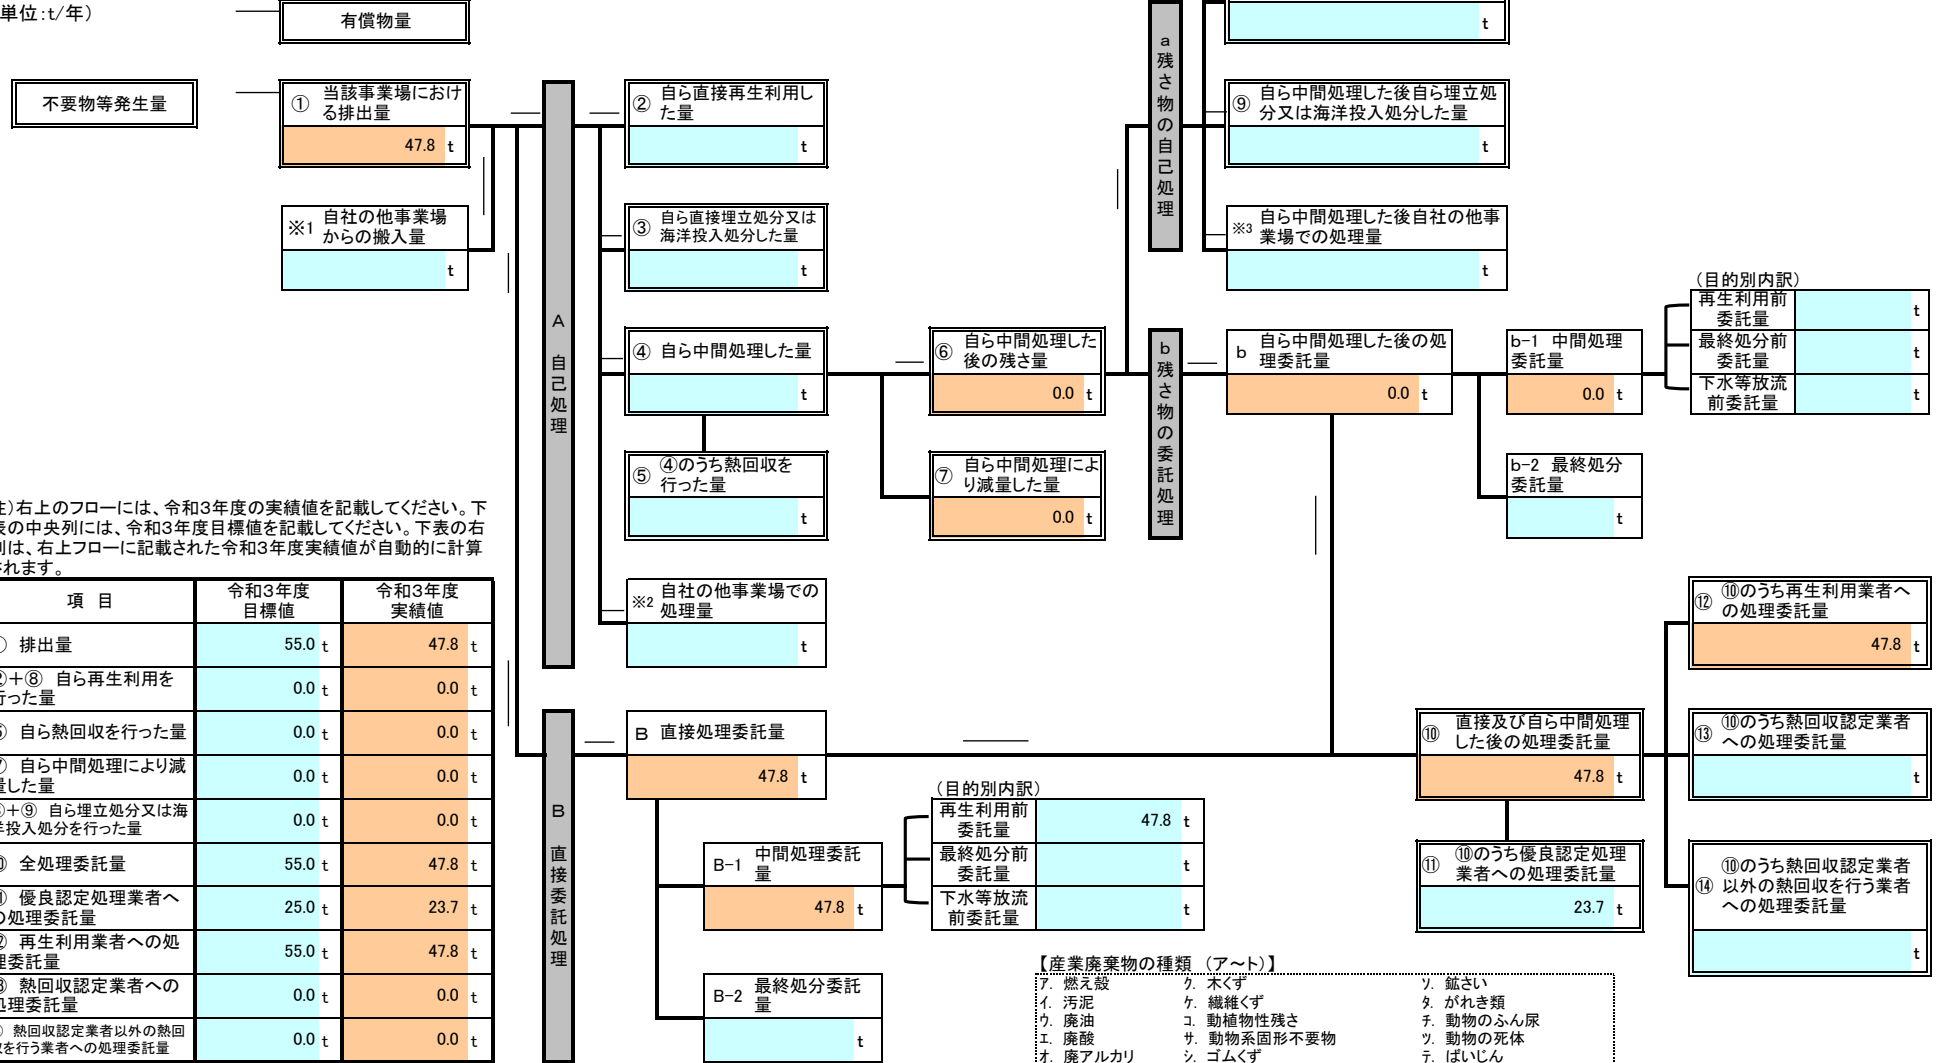 単位：t/年）
有償物量
t
不要物等発生量
① 当該事業場におけ
る排出量
47.8 t
※1 自社の他事業場
からの搬入量
t
A 自己処理
② 自ら直接再生利用し
た量
t
③ 自ら直接埋立処分又は
海洋投入処分した量
t
④ 自ら中間処理した量
t
⑤ ④のうち熱回収を
行った量
t
※2 自社の他事業場での
処理量
t
⑥ 自ら中間処理した
後の残さ量
0.0 t
⑦ 自ら中間処理によ
り減量した量
0.0 t
a 残さ物の自己処理
⑨ 自ら中間処理した後自ら埋立処
分又は海洋投入処分した量
t
※3 自ら中間処理した後自社の他事
業場での処理量
t
b 残さ物の委託処理
b 自ら中間処理した後の処
理委託量
0.0 t
b-1 中間処理
委託量
0.0 t
b-2 最終処分
委託量
t
（目的別内訳）
再生利用前
委託量
t
最終処分前
委託量
t
下水等放流
前委託量
t
注）右上のフローには、令和3年度の実績値を記載してください。下
表の中央列には、令和3年度目標値を記載してください。下表の右
列は、右上フローに記載された令和3年度実績値が自動的に計算
されます。
項 目 令和3年度
目標値 令和3年度
実績値
① 排出量 55.0 t 47.8 t
②＋⑧ 自ら再生利用を
行った量 0.0 t 0.0 t
⑤ 自ら熱回収を行った量 0.0 t 0.0 t
⑦ 自ら中間処理により減
量した量 0.0 t 0.0 t
③＋⑨ 自ら埋立処分又は海
洋投入処分を行った量 0.0 t 0.0 t
⑩ 全処理委託量 55.0 t 47.8 t
⑪ 優良認定処理業者へ
の処理委託量 25.0 t 23.7 t
⑫ 再生利用業者への処
理委託量 55.0 t 47.8 t
⑬ 熱回収認定業者への
処理委託量 0.0 t 0.0 t
⑭ 熱回収認定業者以外の熱回
収を行う業者への処理委託量 0.0 t 0.0 t
B 直接委託処理
B 直接処理委託量
47.8 t
B-1 中間処理委託
量
47.8 t
B-2 最終処分委託
量
t
（目的別内訳）
再生利用前
委託量
47.8 t
最終処分前
委託量
t
下水等放流
前委託量
t
⑩ 直接及び自ら中間処理
した後の処理委託量
47.8 t
⑪ ⑩のうち優良認定処理
業者への処理委託量
23.7 t
⑫ ⑩のうち再生利用業者へ
の処理委託量
47.8 t
⑬ ⑩のうち熱回収認定業者
への処理委託量
t
⑭ ⑩のうち熱回収認定業者
以外の熱回収を行う業者
への処理委託量
t
【産業廃棄物の種類 （ア～ト）】
ア. 燃え殻 ク. 木くず ソ. 鉱さい
イ. 汚泥 ケ. 繊維くず タ. がれき類
ウ. 廃油 コ. 動植物性残さ チ. 動物のふん尿
エ. 廃酸 サ. 動物系固形不要物 ツ. 動物の死体
オ. 廃アルカリ シ. ゴムくず テ. ばいじん